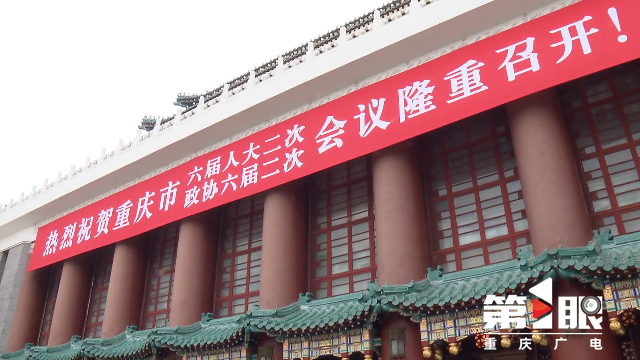 热烈祝贺重庆市六届人大二次
政协六届二次会议隆重召开！
第1眼
重庆广电